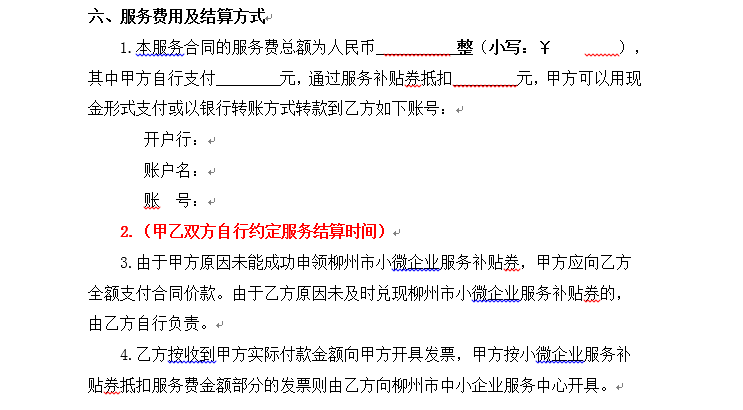 六、服务费用及结算方式
1.本服务合同的服务费总额为人民币________整（小写：￥    ），
其中甲方自行支付_______元，通过服务补贴券抵扣_______元，甲方可以用现
金形式支付或以银行转账方式转款到乙方如下账号：
开户行：
账户名：
账  号：
2.（甲乙双方自行约定服务结算时间）
3.由于甲方原因未能成功申领柳州市小微企业服务补贴券，甲方应向乙方
全额支付合同价款。由于乙方原因未及时兑现柳州市小微企业服务补贴券的，
由乙方自行负责。
4.乙方按收到甲方实际付款金额向甲方开具发票，甲方按小微企业服务补
贴券抵扣服务费金额部分的发票则由乙方向柳州市中小企业服务中心开具。